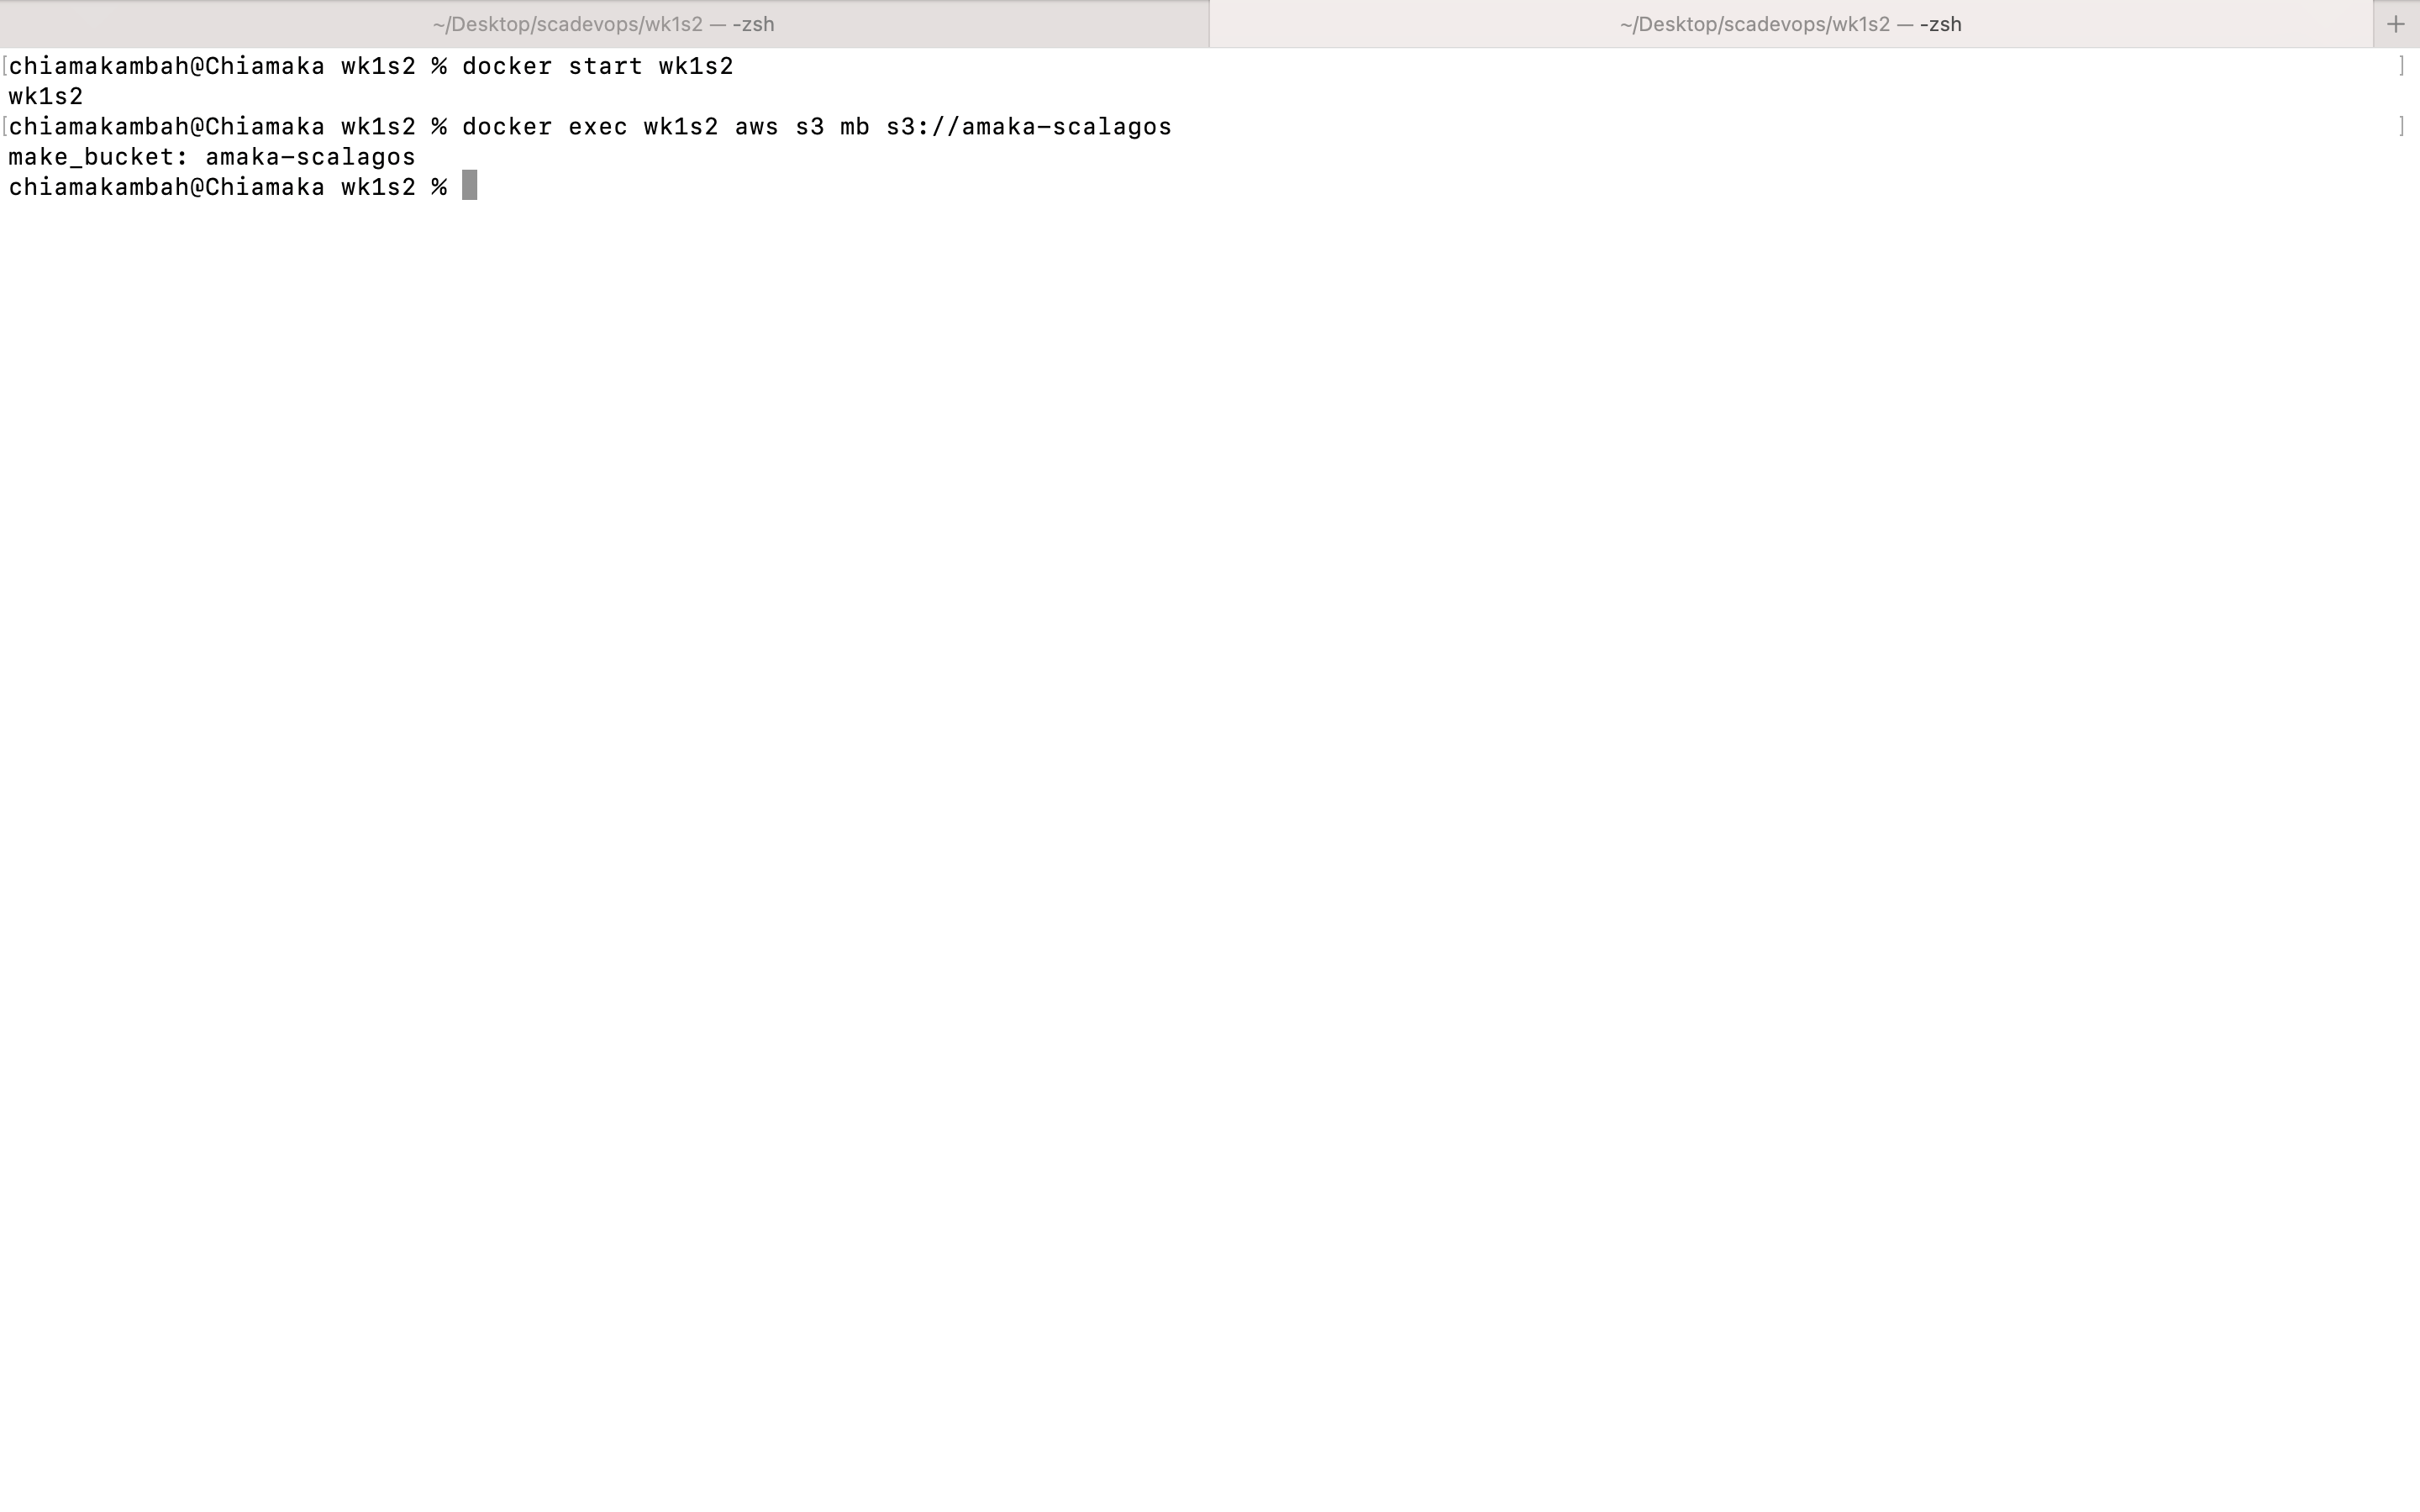 ~/Desktop/scadevops/wk1s2 — -zsh
~/Desktop/scadevops/wk1s2 — -zsh
+
[chiamakambah@Chiamaka wk1s2 % docker start wk1s2 ]
wk1s2
[chiamakambah@Chiamaka wk1s2 % docker exec wk1s2 aws s3 mb s3://amaka-scalagos ]
make_bucket: amaka-scalagos
chiamakambah@Chiamaka wk1s2 %